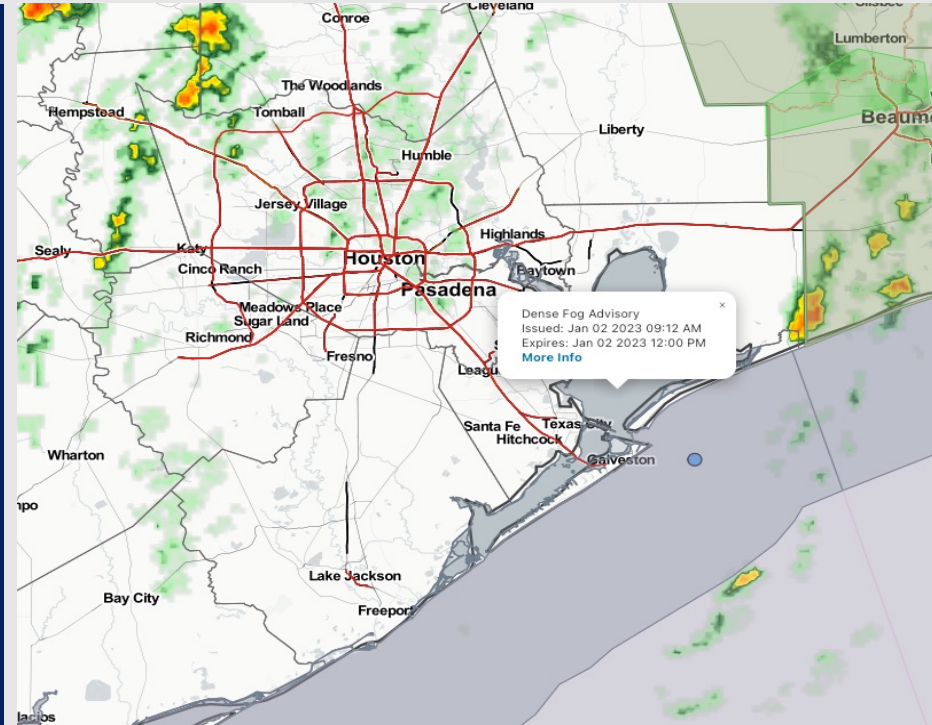 Cleveland
Conroe
Lumberton
The Woodlands
Hempstead
Tomball
Liberty
Humble
Jersey Village
Highlands
Sealy
Katy
Houston
Cinco Ranch
Baytown
Pasadena
Meadows Place
Sugar Land
Richmond
Fresno
×
Dense Fog Advisory
Issued: Jan 02 2023 09:12 AM
Expires: Jan 02 2023 12:00 PM
More Info
Leagu
Santa Fe
Texas City
Hitchcock
Galveston
Wharton
mpo
Lake Jackson
Bay City
Freeport
lacios
Beaum